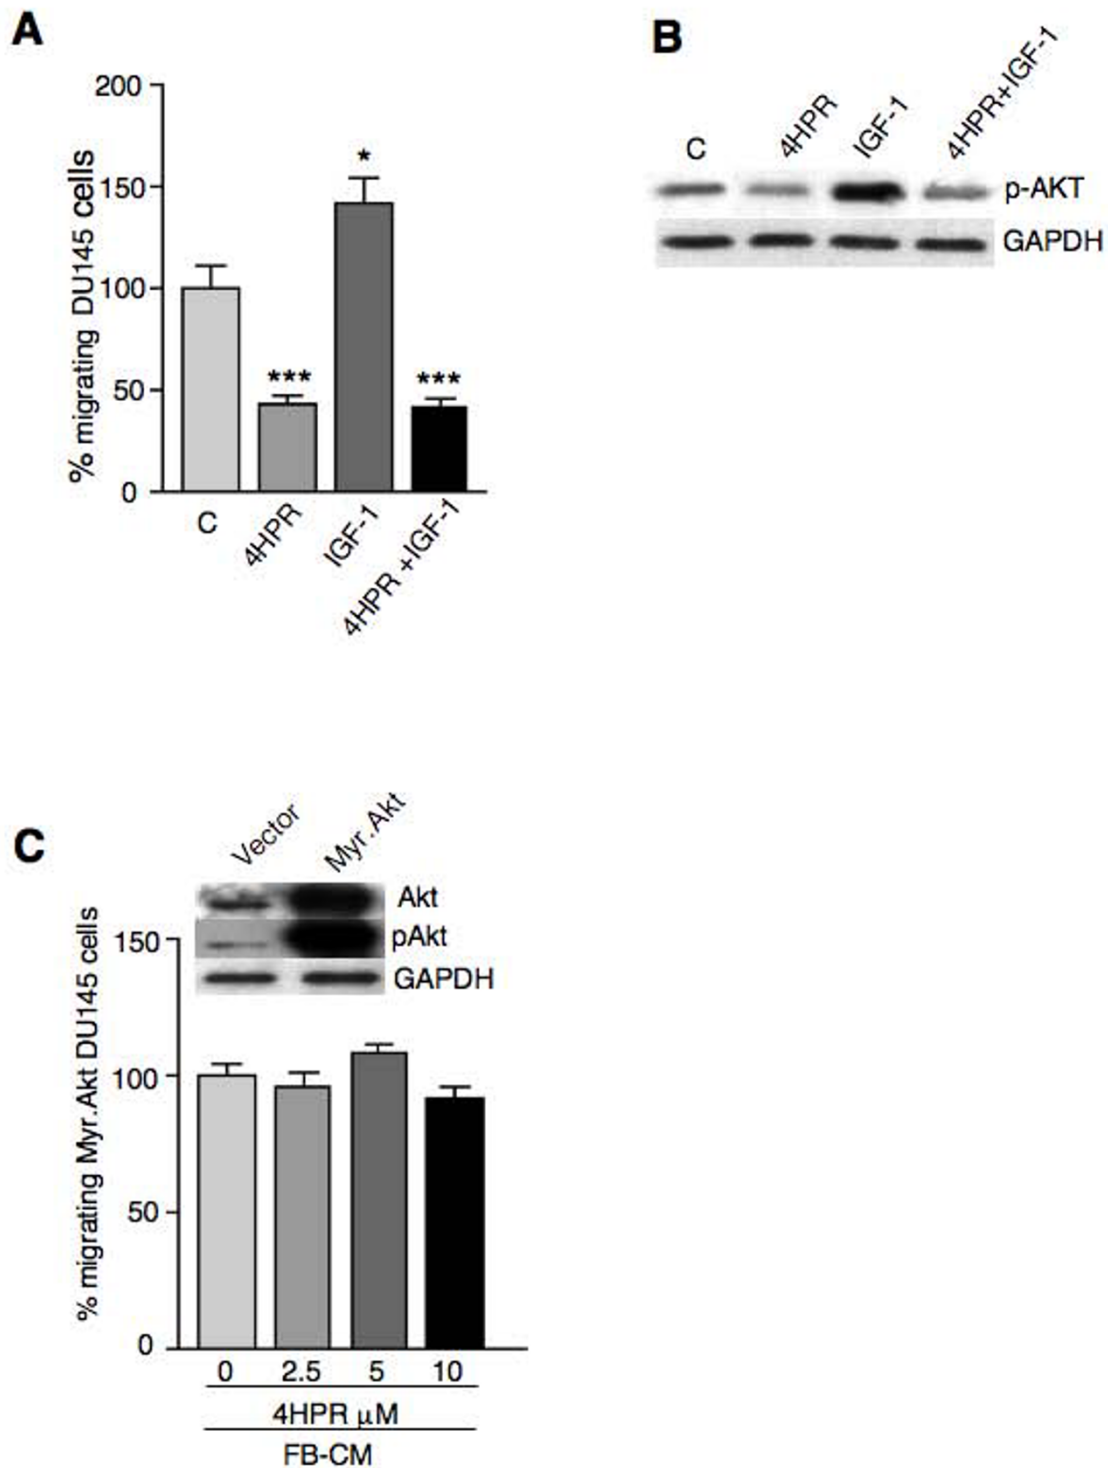 A
200
150
100
50
0
% migrating DU145 cells
*
***
***
C
4HPR
IGF-1
4HPR +IGF-1
B
C
4HPR
IGF-1
4HPR+IGF-1
p-AKT
GAPDH
C
Vector
Myr.Akt
Akt
pAkt
GAPDH
150
100
50
0
% migrating Myr.Akt DU145 cells
0 2.5 5 10
4HPR µM
FB-CM